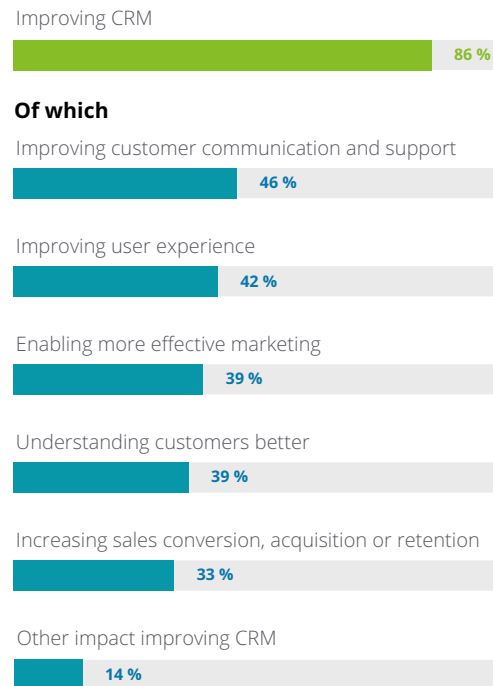 Improving CRM
86 %
Of which
Improving customer communication and support
46 %
Improving user experience
42 %
Enabling more effective marketing
39 %
Understanding customers better
39 %
Increasing sales conversion, acquisition or retention
33 %
Other impact improving CRM
14 %